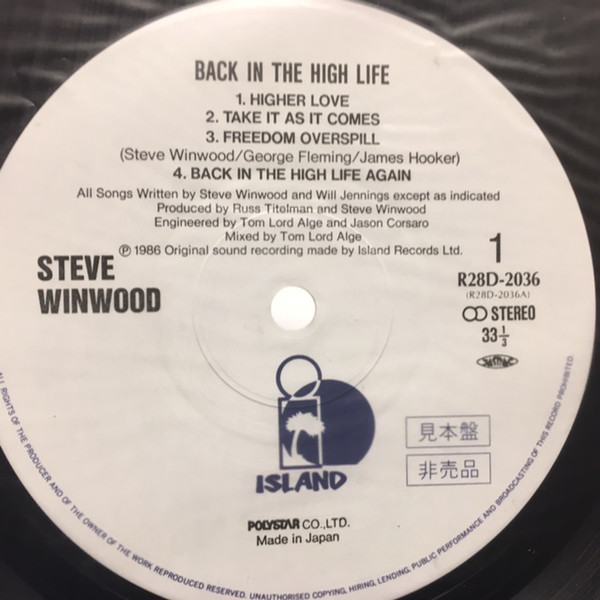 BACK IN THE HIGH LIFE
1. HIGHER LOVE
2. TAKE IT AS IT COMES
3. FREEDOM OVERSPILL
(Steve Winwood/George Fleming/James Hooker)
4. BACK IN THE HIGH LIFE AGAIN
All Songs Written by Steve Winwood and Will Jennings except as indicated
Produced by Russ Titelman and Steve Winwood
Engineered by Tom Lord Alge and Jason Corsaro
Mixed by Tom Lord Alge
℗ 1986 Original sound recording made by Island Records Ltd.
STEVE
WINWOOD
1
R28D-2036
(R28D-2036A)
STEREO
33 1/3
見本盤
非売品
ISLAND
POLYSTAR CO., LTD.
Made in Japan
ALL RIGHTS OF THE PRODUCER AND OF THE OWNER OF THE WORK REPRODUCED RESERVED. UNAUTHORISED COPYING, HIRING, LENDING, PUBLIC PERFORMANCE AND BROADCASTING OF THIS RECORD PROHIBITED.